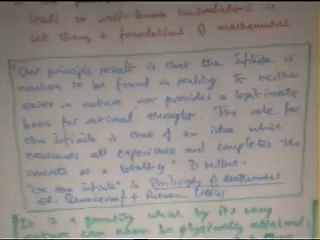 leads to well-known contradictions in
set theory & foundations of mathematics
"Our principle result is that the infinite is
nowhere to be found in reality. It neither
exists in nature nor provides a legitimate
basis for rational thought. The role for
the infinite is that of an idea which
transcends all experience and completes the
concrete as a totality." D Hilbert.
"On the infinite" in Philosophy of Mathematics
ed. Benacerraf & Putnam (1964)
It is a quantity what by its very
nature can never be physically attained,